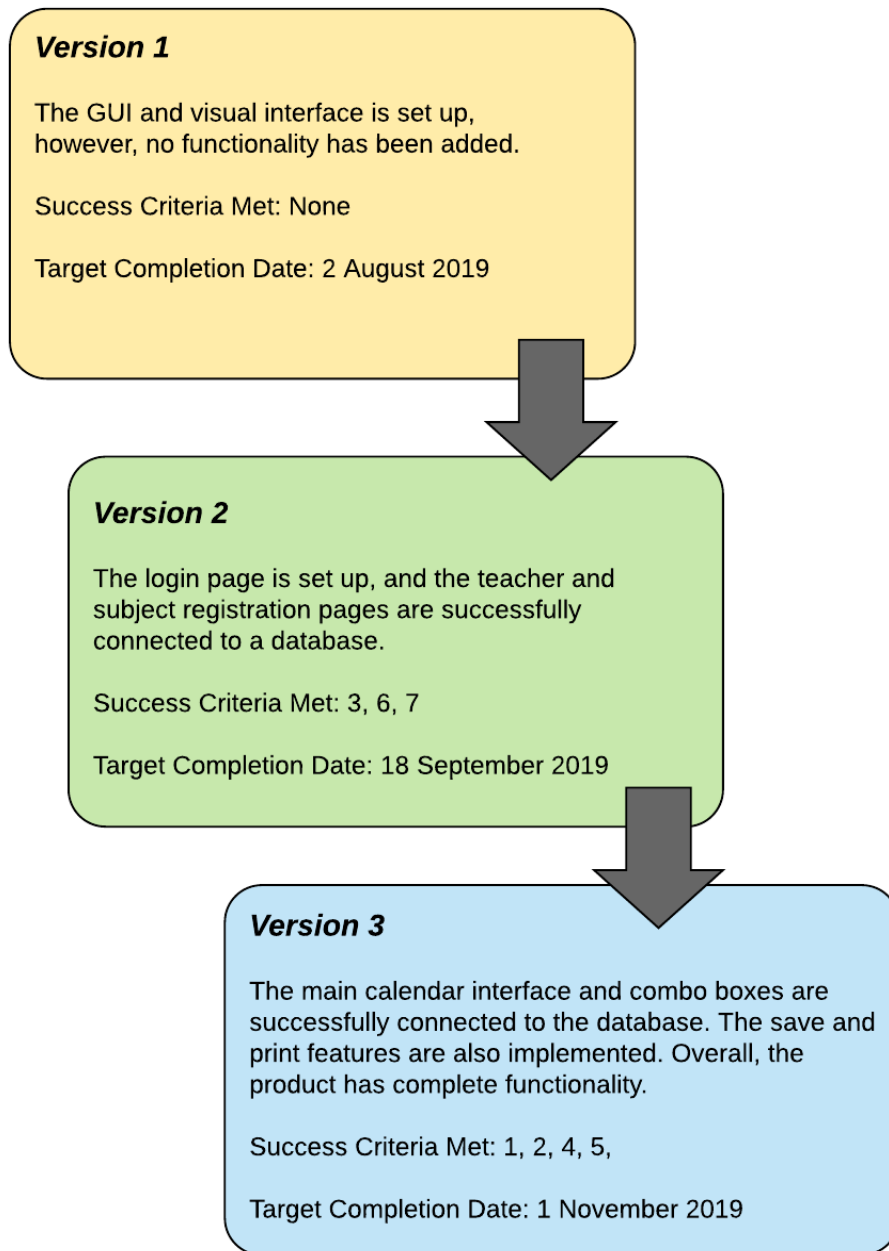 Version 1
The GUI and visual interface is set up,
however, no functionality has been added.
Success Criteria Met: None
Target Completion Date: 2 August 2019
Version 2
The login page is set up, and the teacher and
subject registration pages are successfully
connected to a database.
Success Criteria Met: 3, 6, 7
Target Completion Date: 18 September 2019
Version 3
The main calendar interface and combo boxes are
successfully connected to the database. The save and
print features are also implemented. Overall, the
product has complete functionality.
Success Criteria Met: 1, 2, 4, 5,
Target Completion Date: 1 November 2019